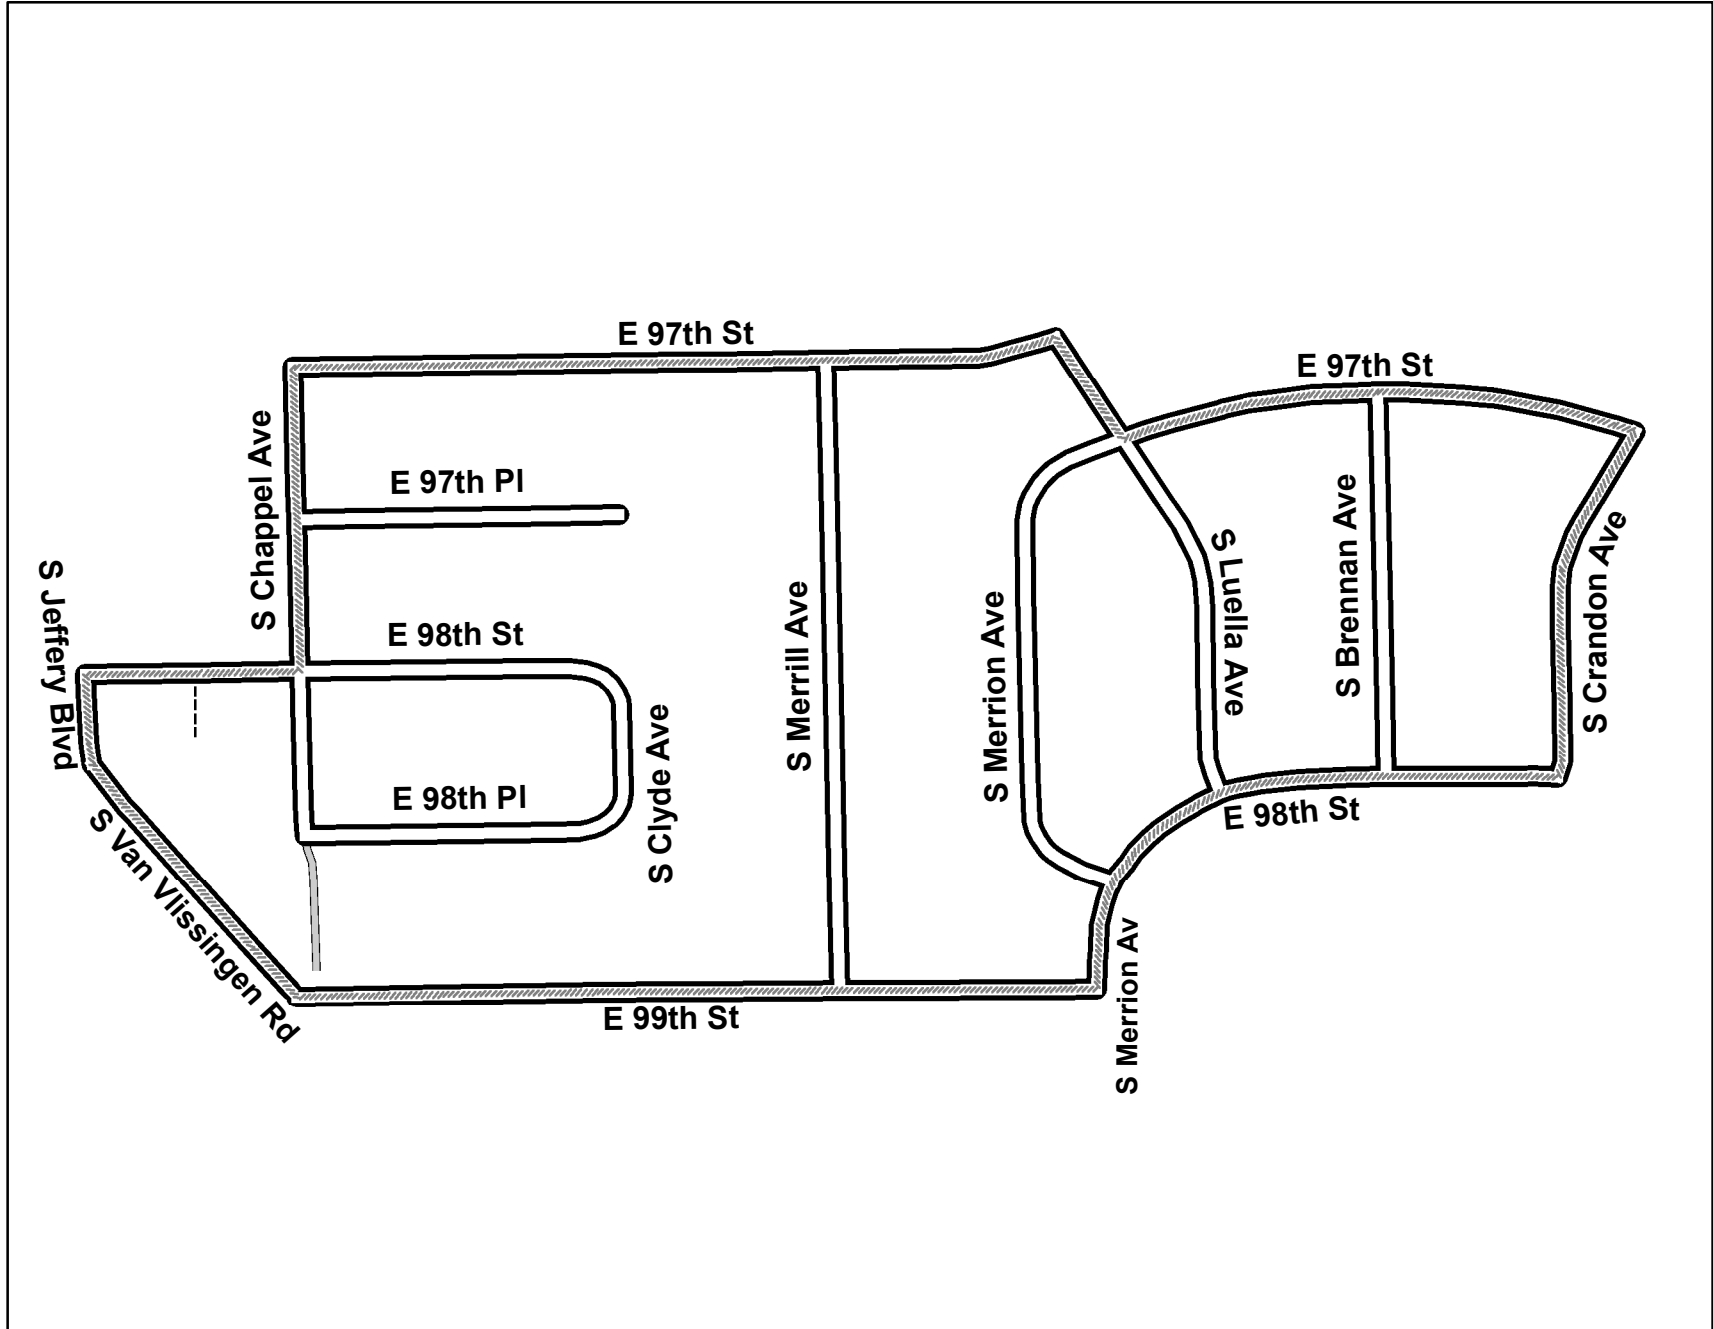 E 97th St
E 97th St
S Chappel Ave
E 97th Pl
S Jeffery Blvd
E 98th St
S Merrill Ave
S Merrion Ave
S Luella Ave
S Brennan Ave
S Crandon Ave
S Clyde Ave
E 98th Pl
E 98th St
S Van Vlissingen Rd
E 99th St
S Merrion Av